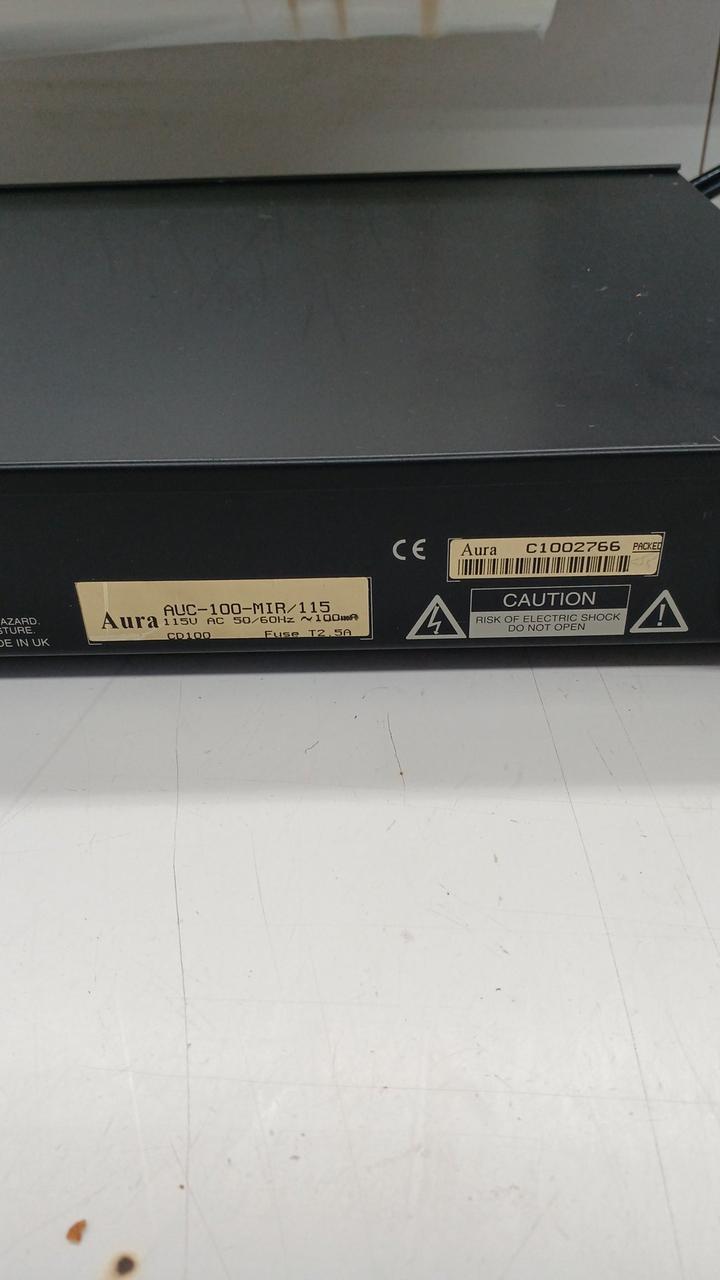 AZARD.
STURE.
DE IN UK
Aura
AUC-100-MIR/115
115V AC 50/60Hz ~100mA
CD100 Fuse T2.5A
CE
Aura C1002766 PACKED
CAUTION
RISK OF ELECTRIC SHOCK
DO NOT OPEN